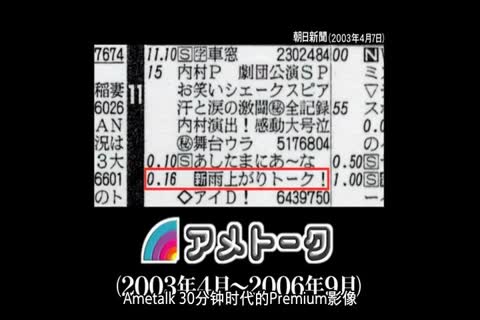 朝日新聞(2003年4月7日)
7674 11.10 S 字 車窓 2302484 00 N
15 内村P 劇団公演SP
稲妻 11 お笑いシェークスピア
6026 汗と涙の激闘㊙全記録 55
AN 内村演出!感動大号泣
況は ㊙舞台ウラ 5176804
3大 0.10 S あしたまにあ〜な 0.50 S
6601 0.16 新 雨上がりトーク! 1.00 S
のト ◇アイD! 6439750
アメトーク
(2003年4月〜2006年9月)
Ametalk 30分钟时代的Premium影像